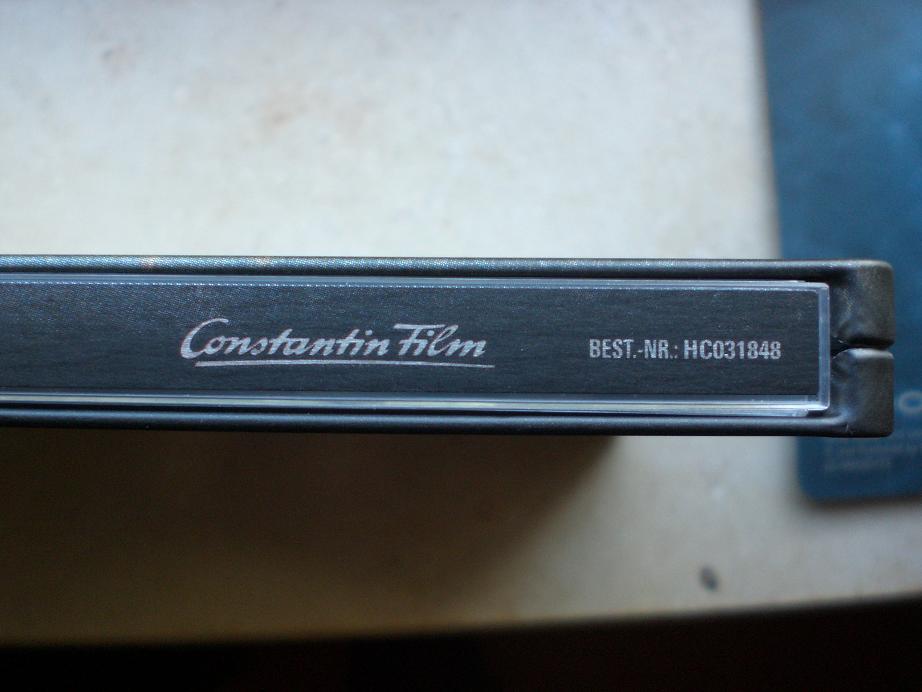 Constantin Film
BEST.-NR.: HC031848